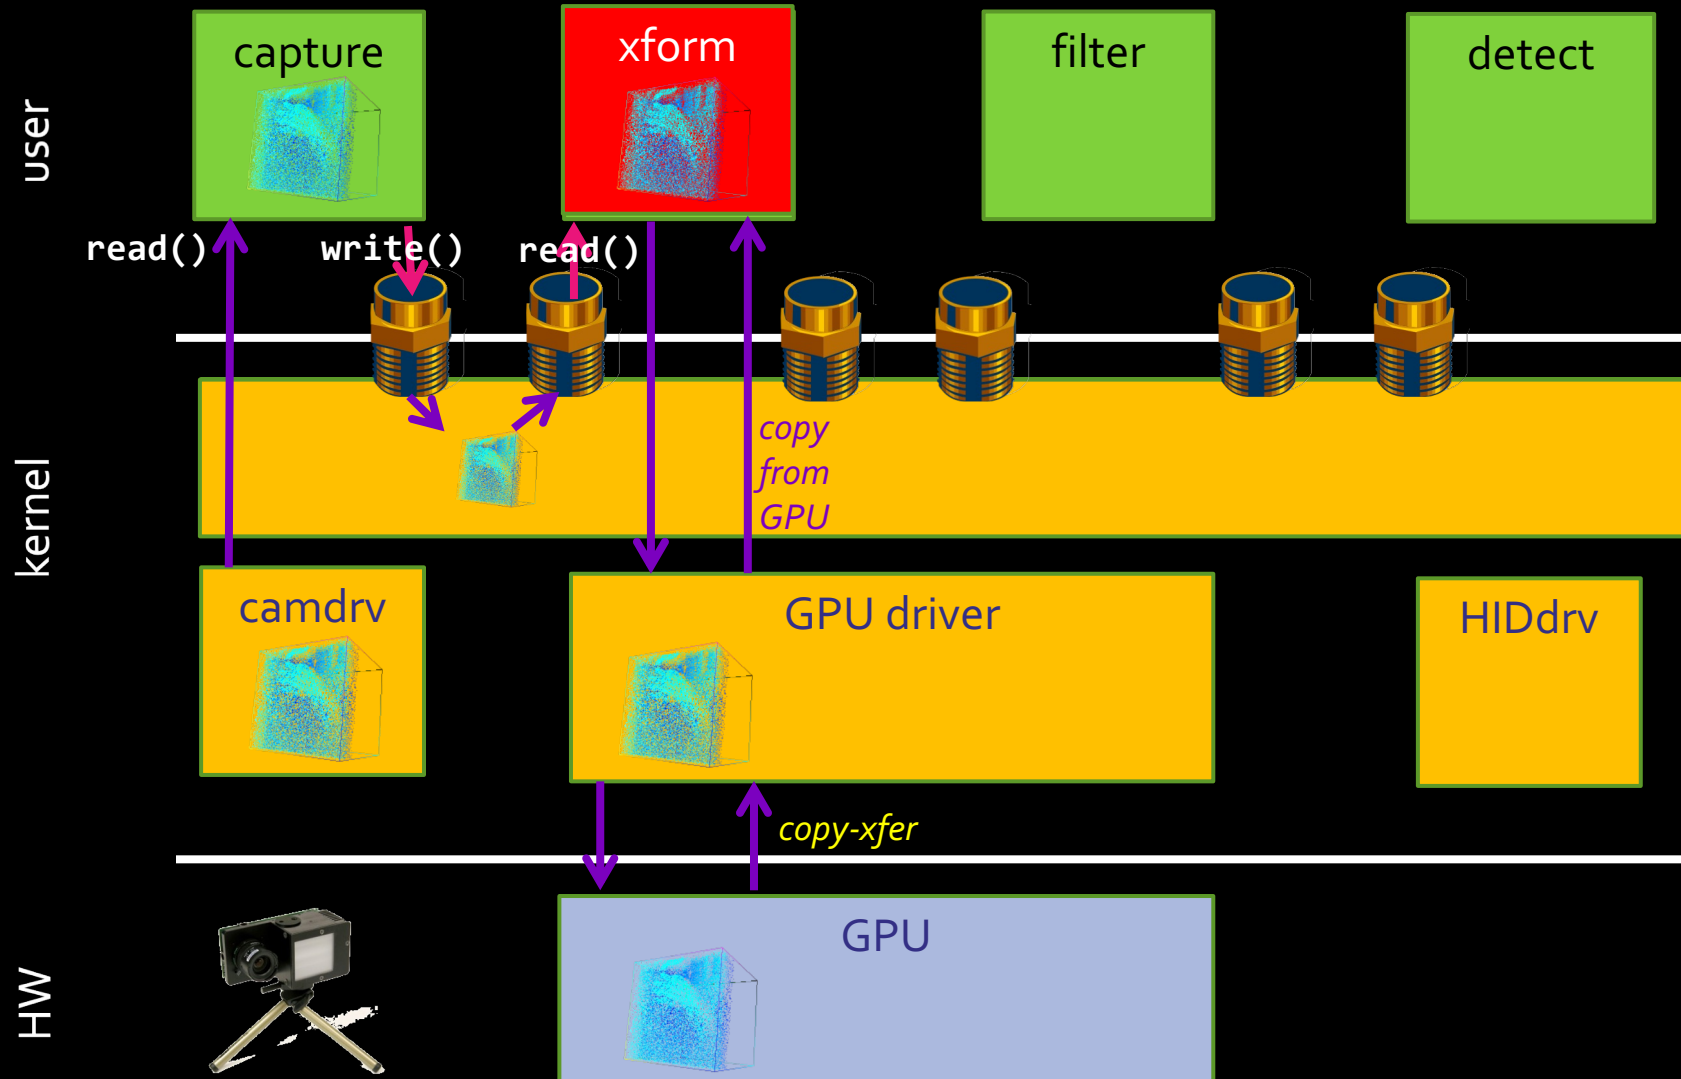 user
capture
xform
filter
detect
read()
write()
read()
kernel
copy
from
GPU
camdrv
GPU driver
HIDdrv
copy-xfer
HW
GPU